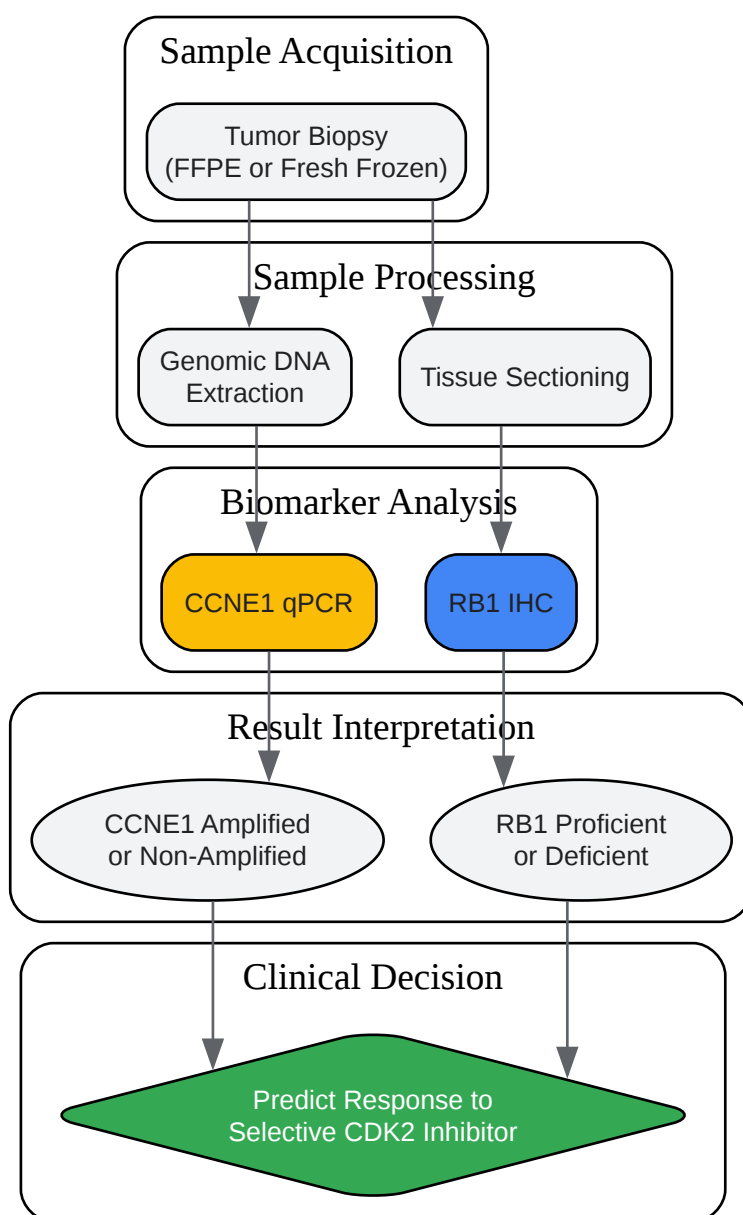 Sample Acquisition
Tumor Biopsy
(FFPE or Fresh Frozen)
Sample Processing
Genomic DNA
Extraction
Tissue Sectioning
Biomarker Analysis
CCNE1 qPCR
RB1 IHC
Result Interpretation
CCNE1 Amplified
or Non-Amplified
RB1 Proficient
or Deficient
Clinical Decision
Predict Response to
Selective CDK2 Inhibitor